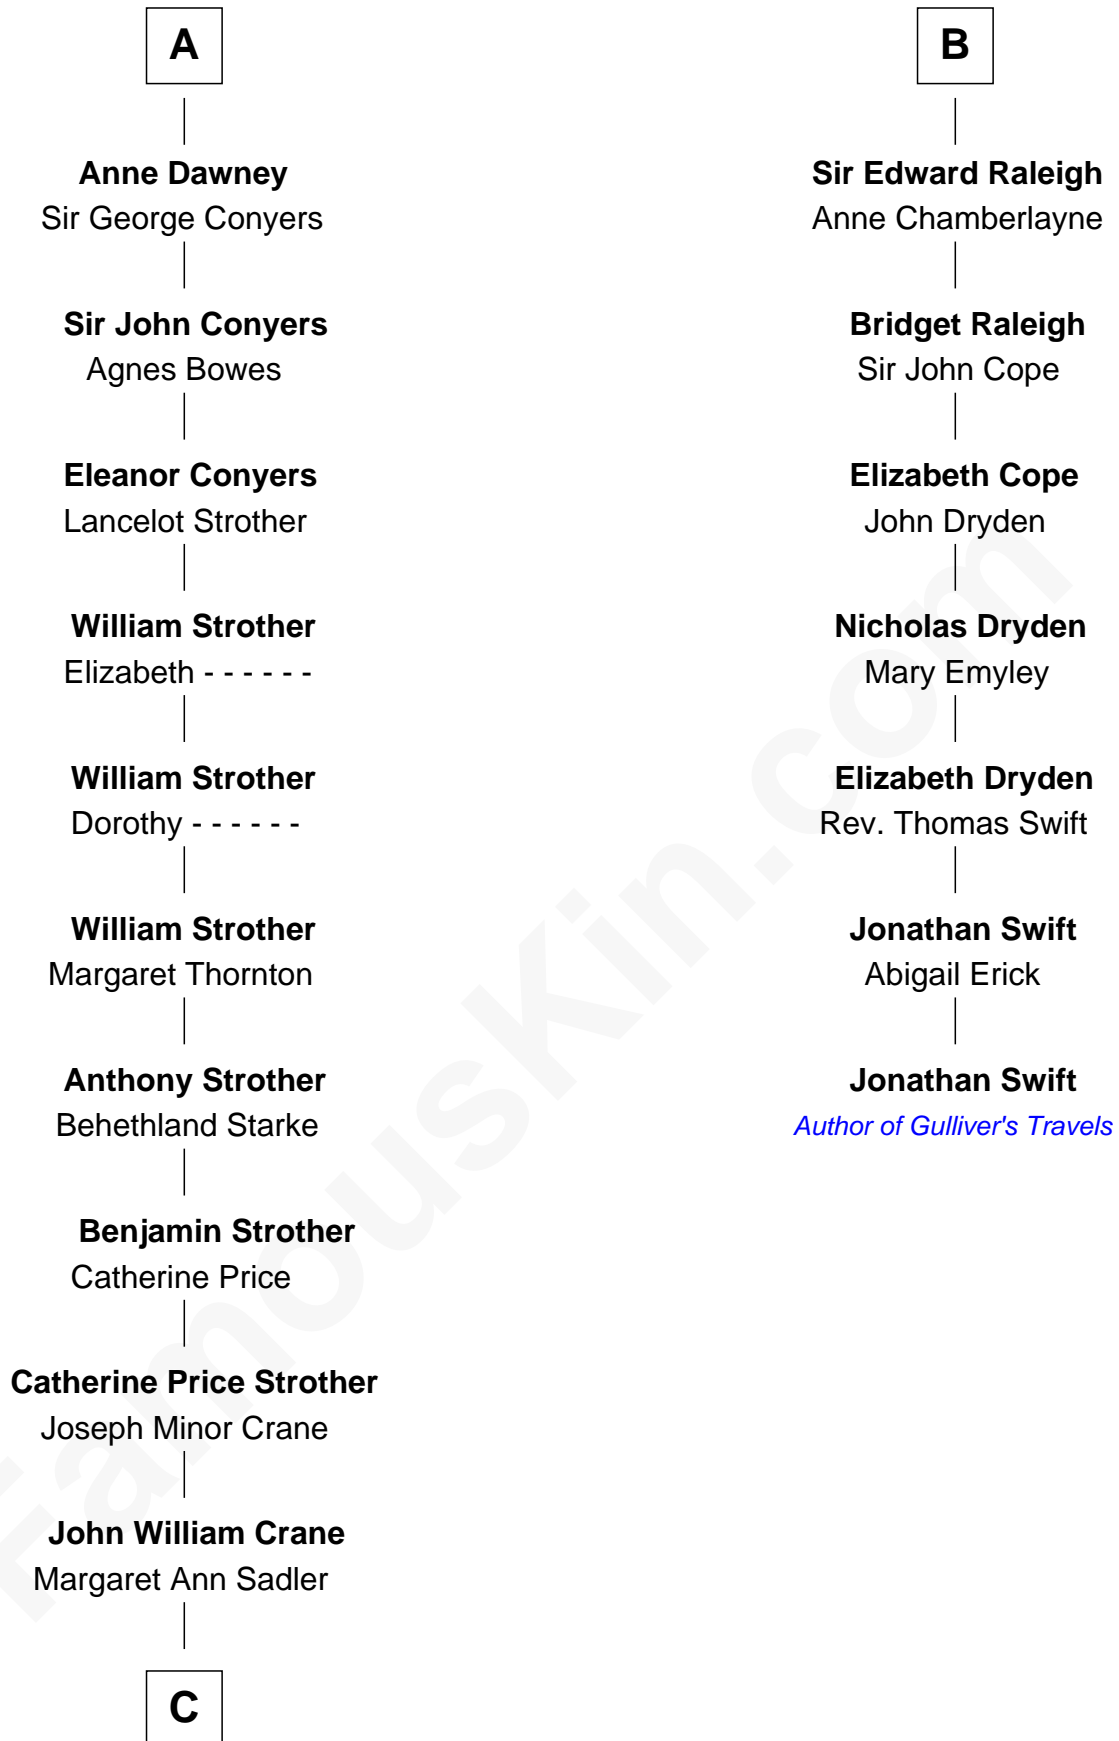 A
Anne Dawney
Sir George Conyers
Sir John Conyers
Agnes Bowes
Eleanor Conyers
Lancelot Strother
William Strother
Elizabeth - - - - - -
William Strother
Dorothy - - - - - -
William Strother
Margaret Thornton
Anthony Strother
Behethland Starke
Benjamin Strother
Catherine Price
Catherine Price Strother
Joseph Minor Crane
John William Crane
Margaret Ann Sadler
C
B
Sir Edward Raleigh
Anne Chamberlayne
Bridget Raleigh
Sir John Cope
Elizabeth Cope
John Dryden
Nicholas Dryden
Mary Emyley
Elizabeth Dryden
Rev. Thomas Swift
Jonathan Swift
Abigail Erick
Jonathan Swift
Author of Gulliver's Travels
FamousKin.com